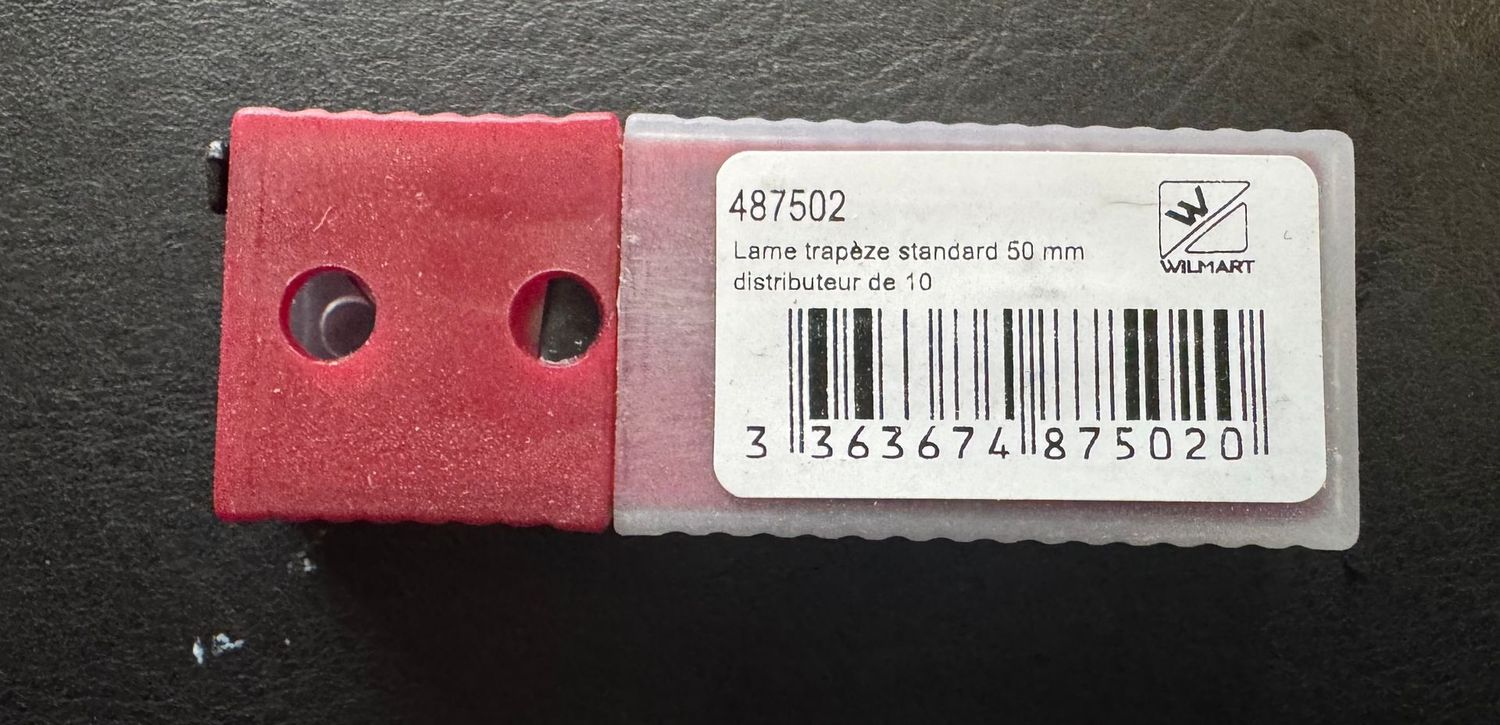 487502
W
WILMART
Lame trapèze standard 50 mm
distributeur de 10
3 363674 875020